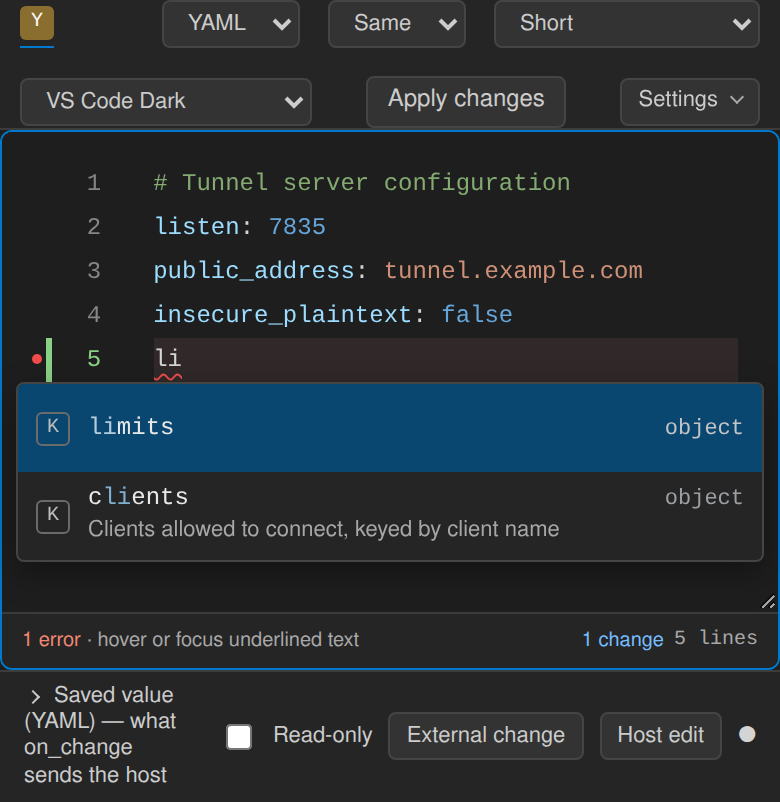 Y YAML Same Short
VS Code Dark Apply changes Settings
1 # Tunnel server configuration
2 listen: 7835
3 public_address: tunnel.example.com
4 insecure_plaintext: false
5 li
K limits object
K clients object
Clients allowed to connect, keyed by client name
1 error · hover or focus underlined text 1 change 5 lines
Saved value
(YAML) — what
on_change
sends the host
Read-only External change Host edit